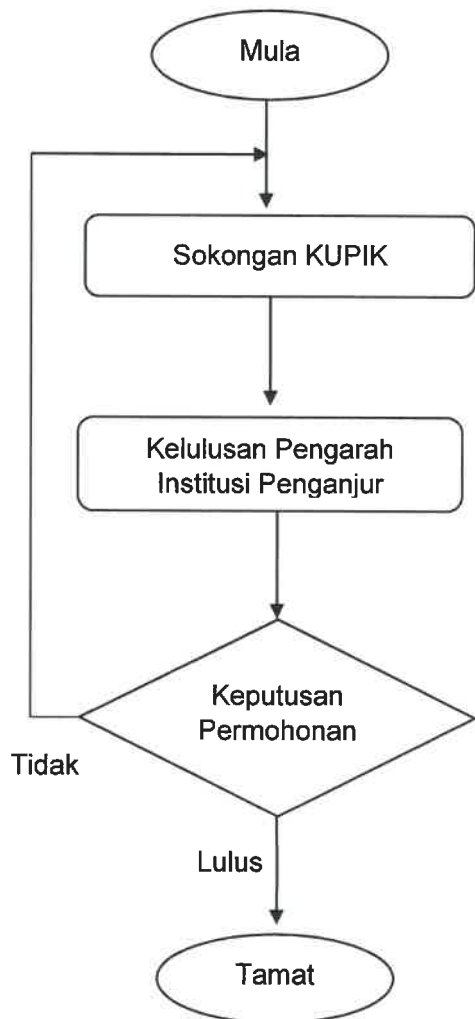 Mula
Sokongan KUPIK
Kelulusan Pengarah
Institusi Penganjur
Keputusan
Permohonan
Tidak
Lulus
Tamat